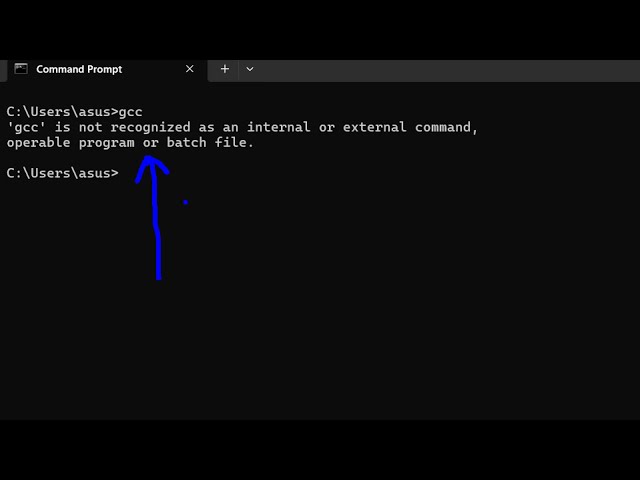 Command Prompt
C:\Users\asus>gcc
'gcc' is not recognized as an internal or external command,
operable program or batch file.
C:\Users\asus>